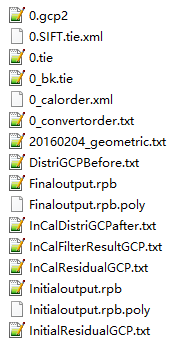 0.gcp2
0.SIFT.tie.xml
0.tie
0_bk.tie
0_calorder.xml
0_convertorder.txt
20160204_geometric.txt
DistriGCPBefore.txt
Finaloutput.rpb
Finaloutput.rpb.poly
InCalDistriGCPafter.txt
InCalFilterResultGCP.txt
InCalResidualGCP.txt
Initialoutput.rpb
Initialoutput.rpb.poly
InitialResidualGCP.txt